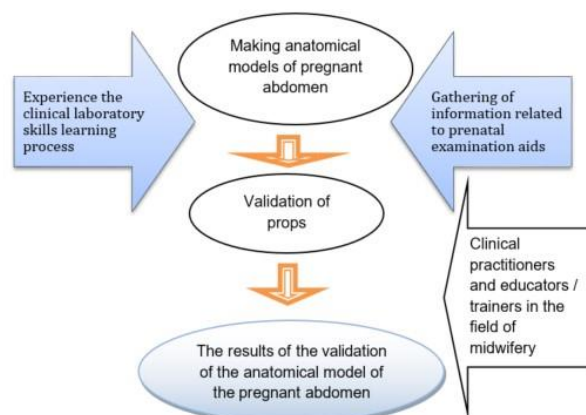 Making anatomical
models of pregnant
abdomen
Experience the
clinical laboratory
skills learning
process
Gathering of
information related
to prenatal
examination aids
Validation of
props
Clinical
practitioners
and educators /
trainers in the
field of
midwifery
The results of the validation
of the anatomical model of
the pregnant abdomen